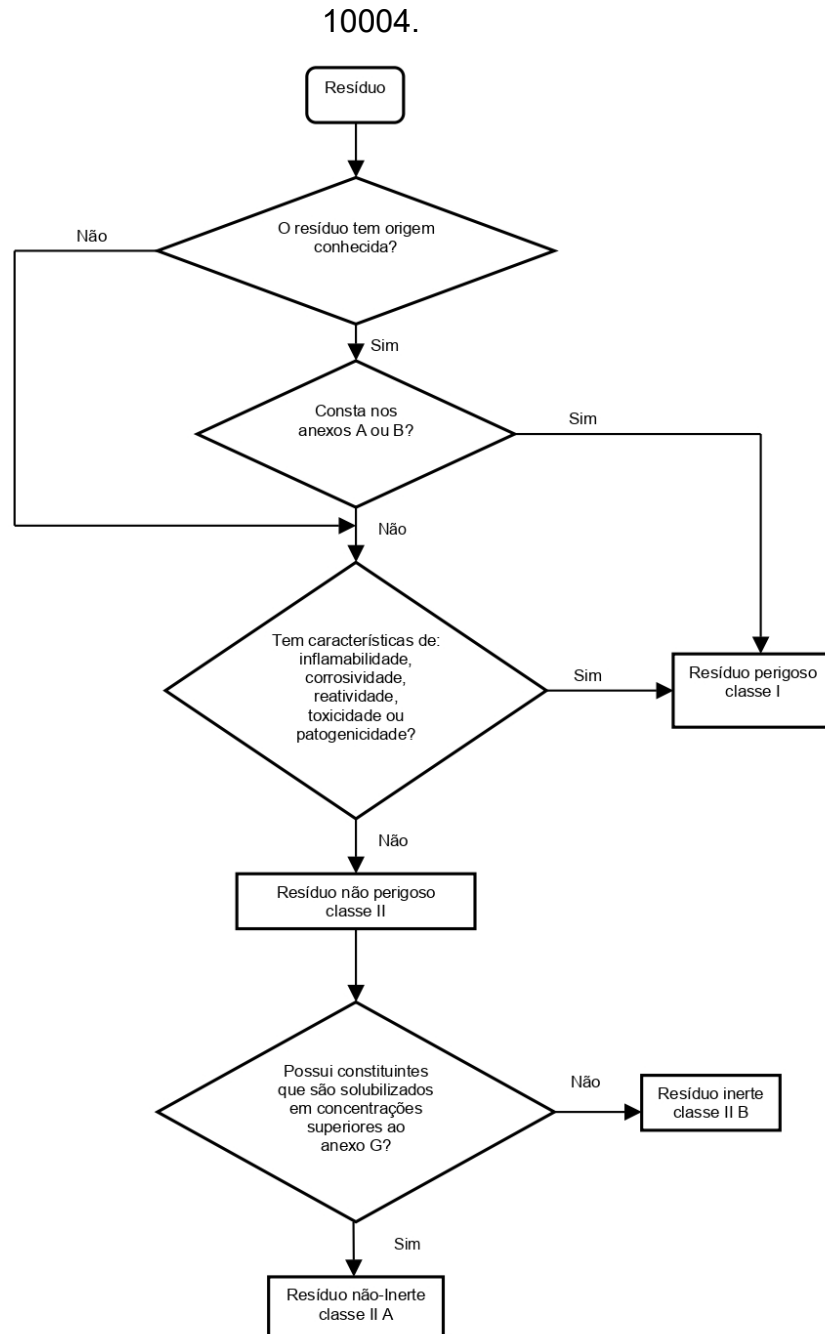 10004.
Resíduo
O resíduo tem origem
conhecida?
Não
Sim
Consta nos
anexos A ou B?
Sim
Não
Tem características de:
inflamabilidade,
corrosividade,
reatividade,
toxicidade ou
patogenicidade?
Sim
Resíduo perigoso
classe I
Não
Resíduo não perigoso
classe II
Possui constituintes
que são solubilizados
em concentrações
superiores ao
anexo G?
Não
Resíduo inerte
classe II B
Sim
Resíduo não-Inerte
classe II A